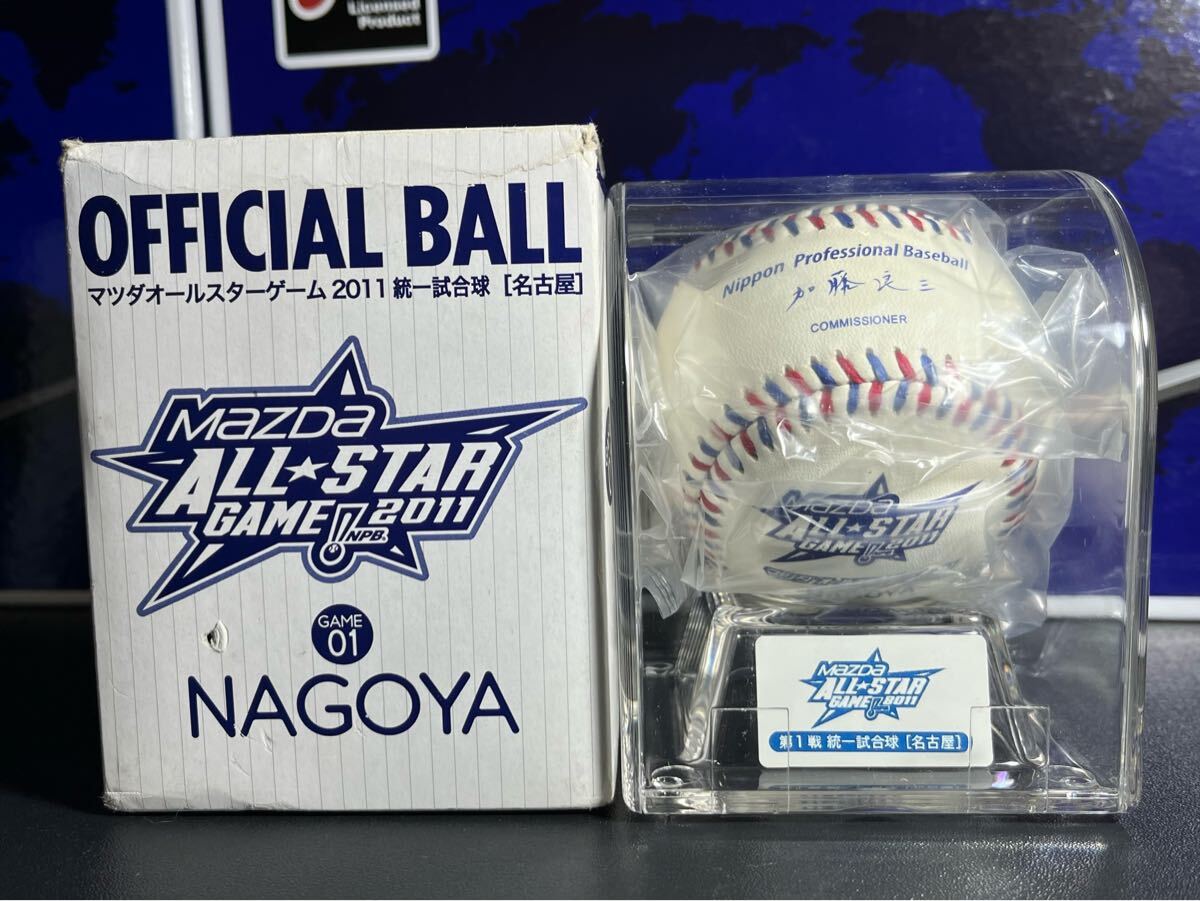 Licensed
Product
OFFICIAL BALL
マツダオールスターゲーム 2011 統一試合球 [名古屋]
mazda
ALL★STAR
GAME 2011
NPB
GAME
01
NAGOYA
Nippon Professional Baseball
加藤良三
COMMISSIONER
mazda
ALL★STAR
GAME 2011
NAGOYA
mazda
ALL★STAR
GAME 2011
第1戦 統一試合球 [名古屋]